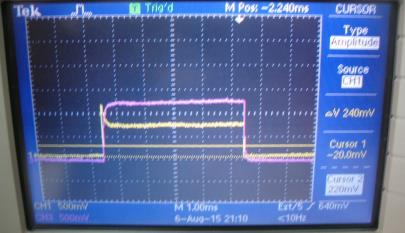 Tek T Trig'd M Pos: -2.240ms CURSOR
Type
Amplitude
Source
CH1
ΔV 240mV
Cursor 1
-20.0mV
Cursor 2
220mV
CH1 500mV M 1.00ms Ext/5 640mV
CH3 500mV 6-Aug-15 21:10 <10Hz